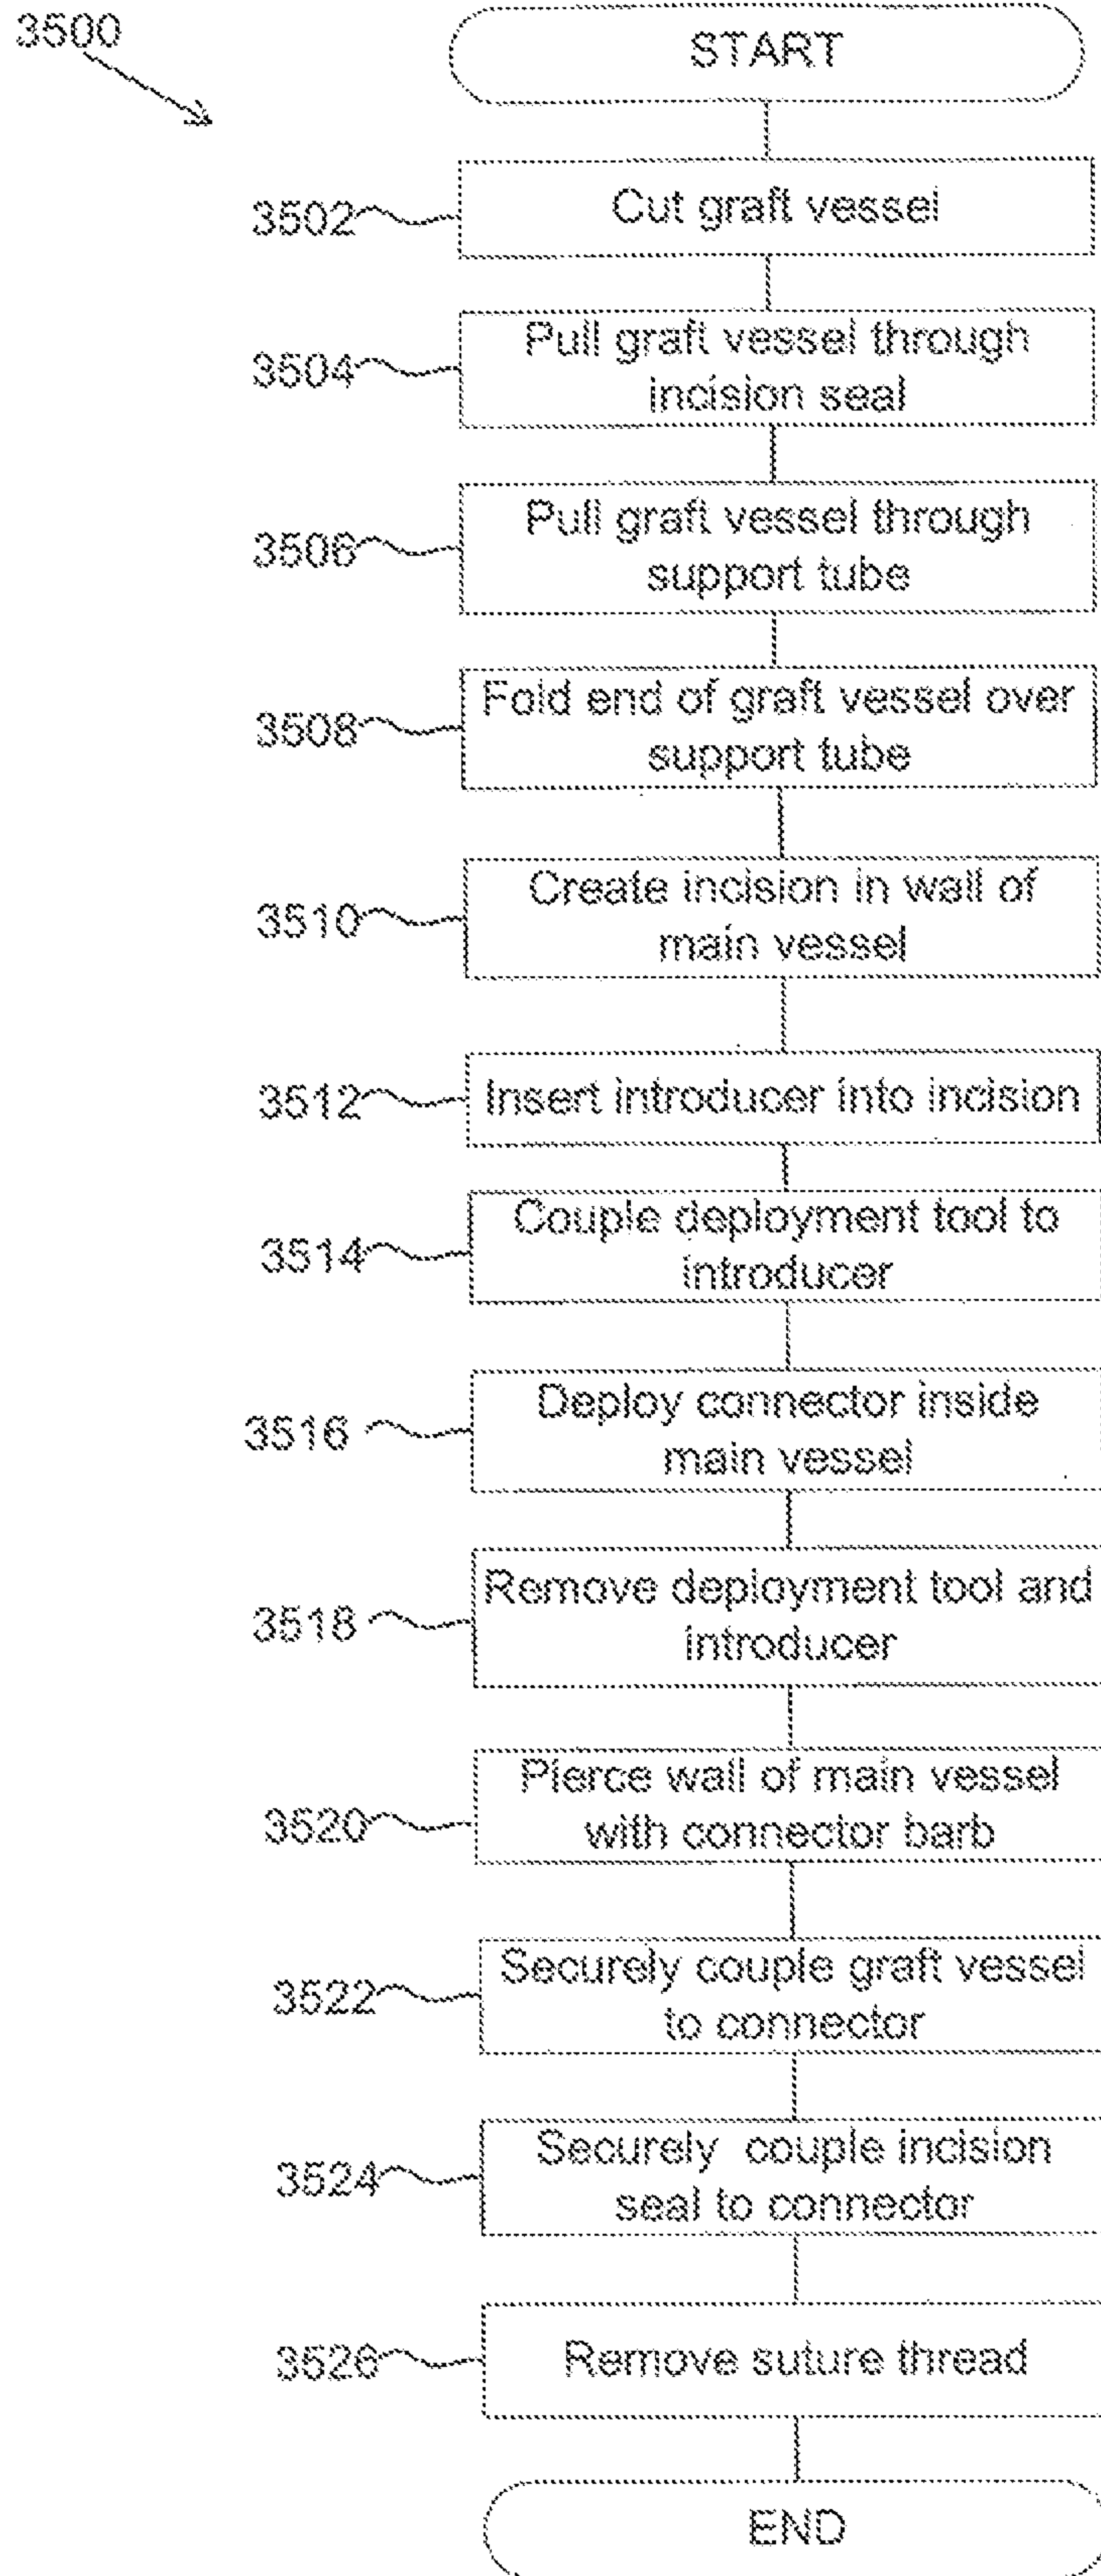 3500
START
3502
Cut graft vessel
3504
Pull graft vessel through
incision seal
3506
Pull graft vessel through
support tube
3508
Fold end of graft vessel over
support tube
3510
Create incision in wall of
main vessel
3512
Insert introducer into incision
3514
Couple deployment tool to
introducer
3516
Deploy connector inside
main vessel
3518
Remove deployment tool and
introducer
3520
Pierce wall of main vessel
with connector barb
3522
Securely couple graft vessel
to connector
3524
Securely couple incision
seal to connector
3526
Remove suture thread
END